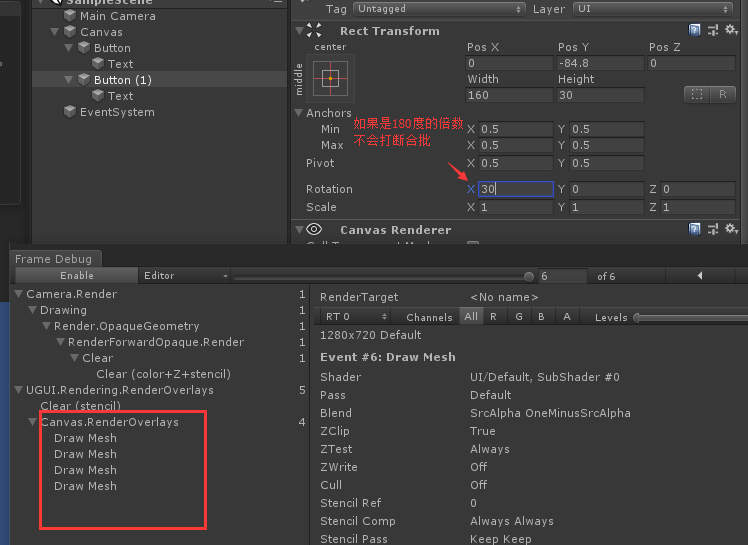 SampleScene
Main Camera
Canvas
Button
Text
Button (1)
Text
EventSystem
Tag Untagged Layer UI
Rect Transform
center
middle
Pos X Pos Y Pos Z
0 -84.8 0
Width Height
160 30
R
Anchors
Min X 0.5 Y 0.5
Max X 0.5 Y 0.5
如果是180度的倍数
不会打断合批
Pivot X 0.5 Y 0.5
Rotation X 30 Y 0 Z 0
Scale X 1 Y 1 Z 1
Canvas Renderer
Frame Debug
Enable Editor 6 of 6
Camera.Render 1
Drawing 1
Render.OpaqueGeometry 1
RenderForwardOpaque.Render 1
Clear 1
Clear (color+Z+stencil)
UGUI.Rendering.RenderOverlays 5
Clear (stencil)
Canvas.RenderOverlays 4
Draw Mesh
Draw Mesh
Draw Mesh
Draw Mesh
RenderTarget <No name>
RT 0 Channels All R G B A Levels
1280x720 Default
Event #6: Draw Mesh
Shader UI/Default, SubShader #0
Pass Default
Blend SrcAlpha OneMinusSrcAlpha
ZClip True
ZTest Always
ZWrite Off
Cull Off
Stencil Ref 0
Stencil Comp Always Always
Stencil Pass Keep Keep